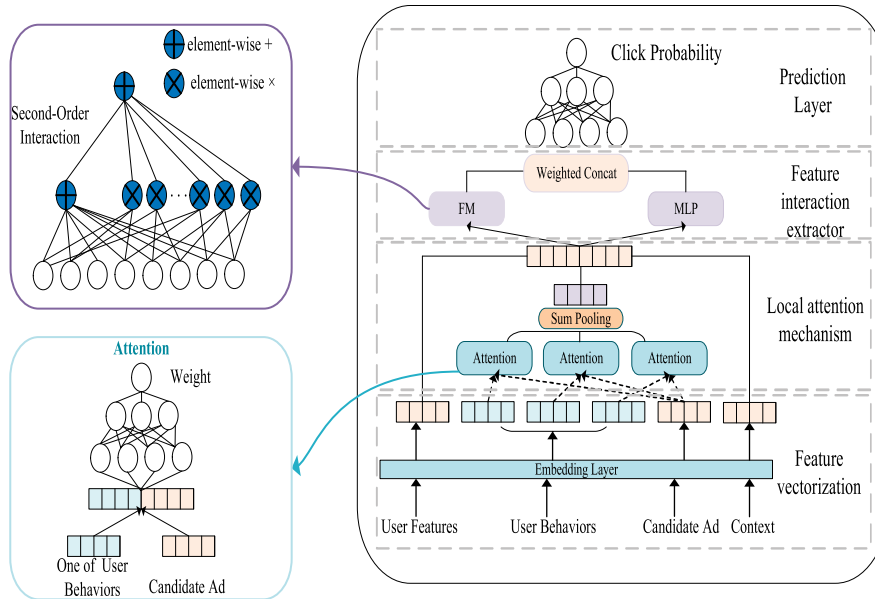 element-wise +
element-wise ×
Second-Order
Interaction
Attention
Weight
One of User
Behaviors
Candidate Ad
Click Probability
Prediction
Layer
Weighted Concat
FM
MLP
Feature
interaction
extractor
Sum Pooling
Attention
Attention
Attention
Local attention
mechanism
Embedding Layer
Feature
vectorization
User Features
User Behaviors
Candidate Ad
Context